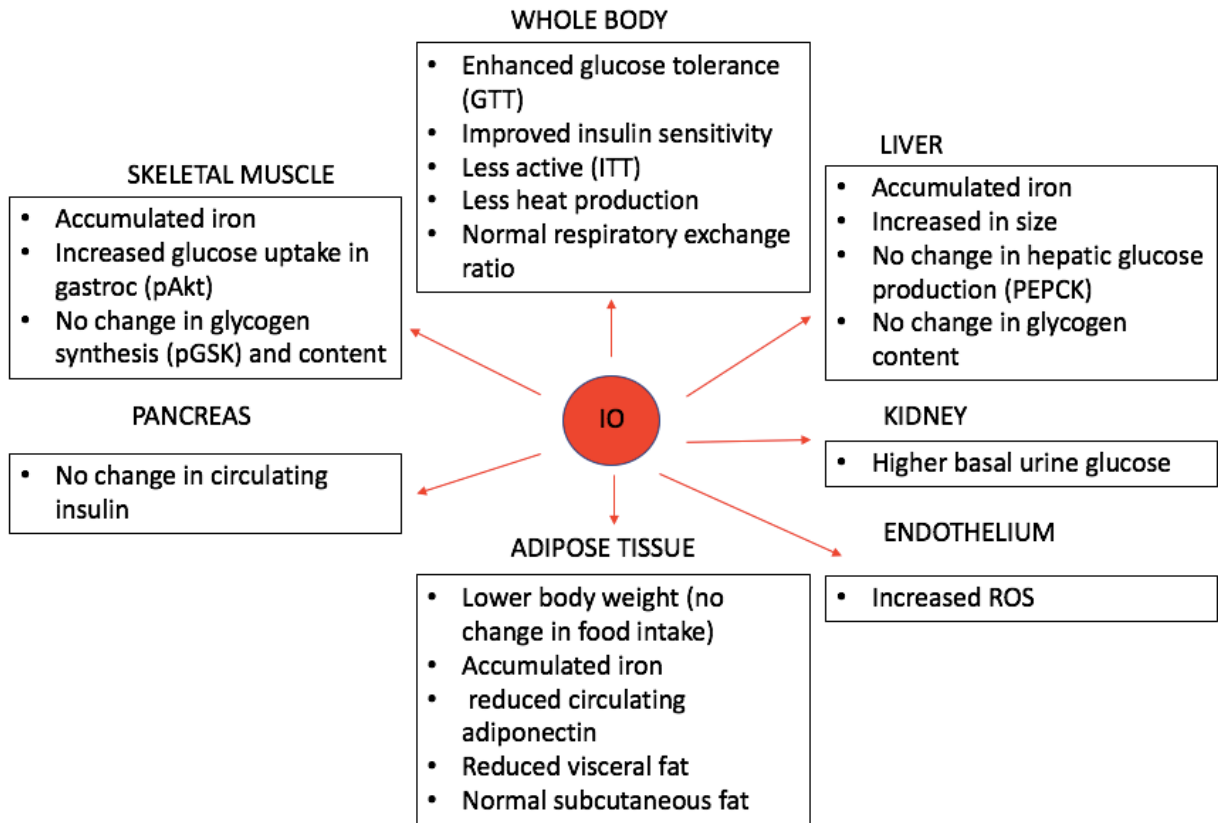 WHOLE BODY
• Enhanced glucose tolerance
(GTT)
• Improved insulin sensitivity
• Less active (ITT)
• Less heat production
• Normal respiratory exchange
ratio
SKELETAL MUSCLE
• Accumulated iron
• Increased glucose uptake in
gastroc (pAkt)
• No change in glycogen
synthesis (pGSK) and content
LIVER
• Accumulated iron
• Increased in size
• No change in hepatic glucose
production (PEPCK)
• No change in glycogen
content
IO
PANCREAS
• No change in circulating
insulin
KIDNEY
• Higher basal urine glucose
ENDOTHELIUM
• Increased ROS
ADIPOSE TISSUE
• Lower body weight (no
change in food intake)
• Accumulated iron
• reduced circulating
adiponectin
• Reduced visceral fat
• Normal subcutaneous fat